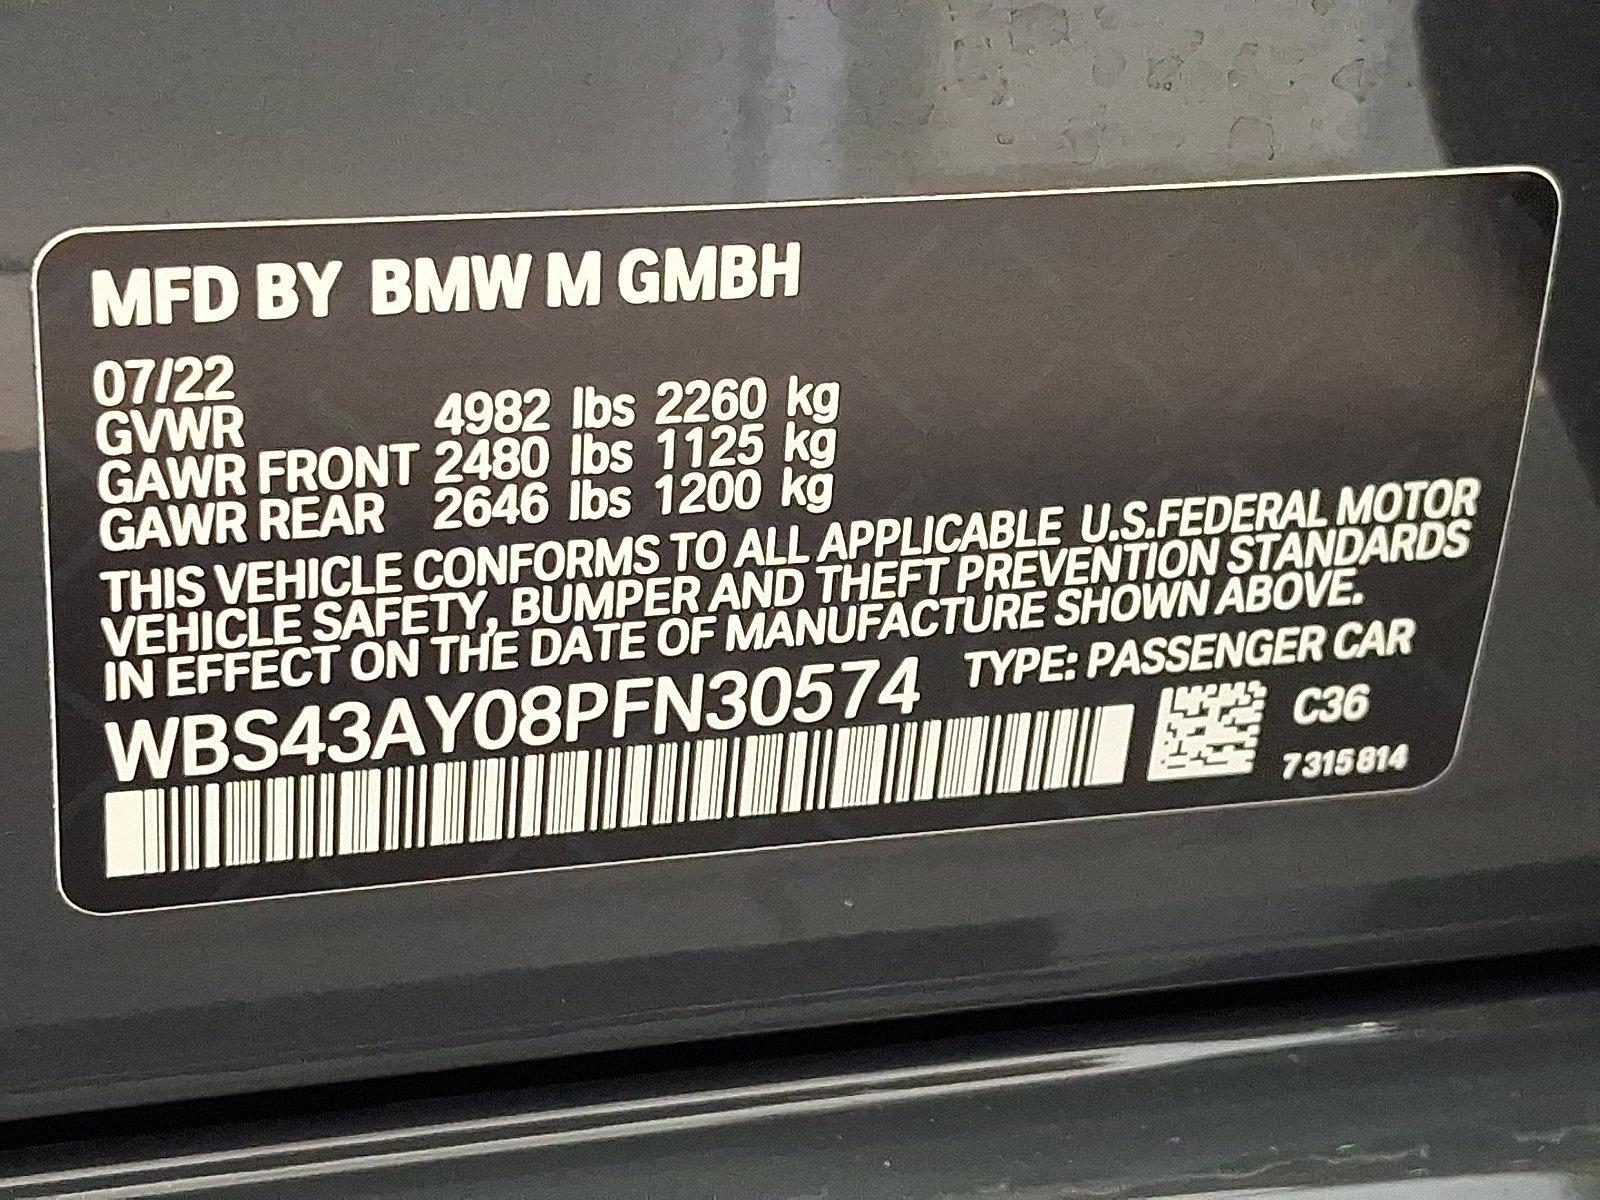 MFD BY BMW M GMBH
07/22
GVWR 4982 lbs 2260 kg
GAWR FRONT 2480 lbs 1125 kg
GAWR REAR 2646 lbs 1200 kg
THIS VEHICLE CONFORMS TO ALL APPLICABLE U.S.FEDERAL MOTOR
VEHICLE SAFETY, BUMPER AND THEFT PREVENTION STANDARDS
IN EFFECT ON THE DATE OF MANUFACTURE SHOWN ABOVE.
WBS43AY08PFN30574 TYPE: PASSENGER CAR
C36
7315814